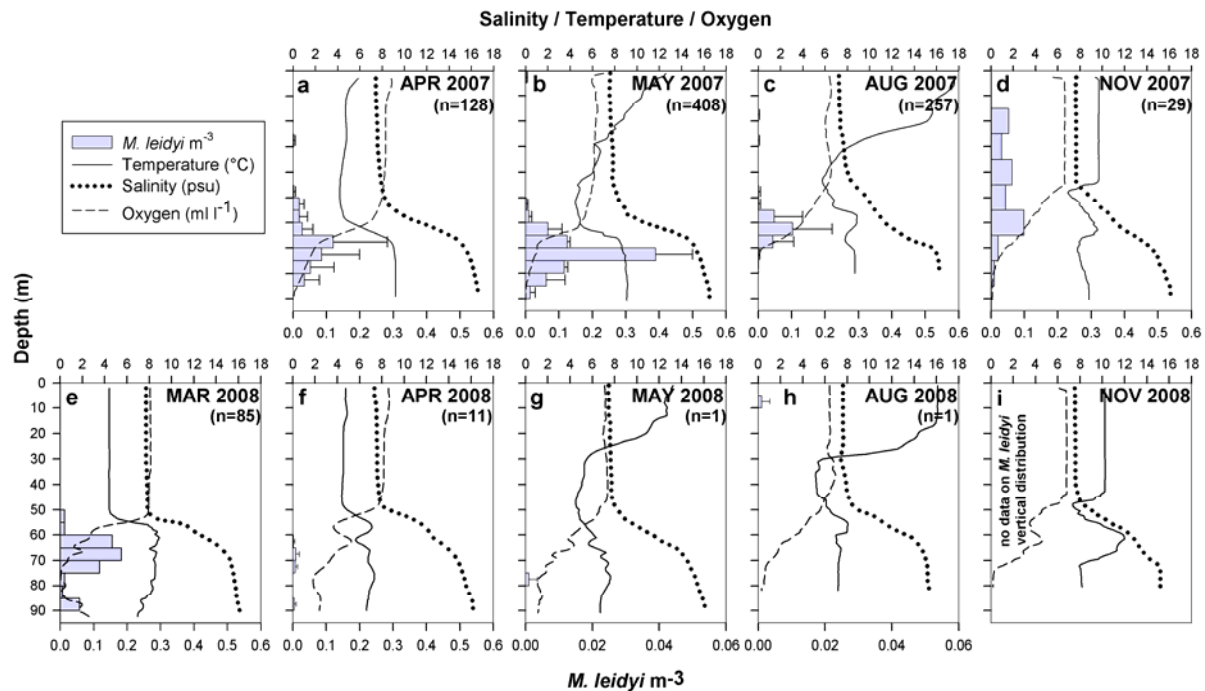 Salinity / Temperature / Oxygen
0 2 4 6 8 10 12 14 16 18
0 2 4 6 8 10 12 14 16 18
0 2 4 6 8 10 12 14 16 18
0 2 4 6 8 10 12 14 16 18
a APR 2007
(n=128)
b MAY 2007
(n=408)
c AUG 2007
(n=257)
d NOV 2007
(n=29)
M. leidyi m-3
Temperature (°C)
Salinity (psu)
Oxygen (ml l-1)
0.0 0.1 0.2 0.3 0.4 0.5 0.6
0.0 0.1 0.2 0.3 0.4 0.5 0.6
0.0 0.1 0.2 0.3 0.4 0.5 0.6
0.00 0.02 0.04 0.06
Depth (m)
0 2 4 6 8 10 12 14 16 18
0 2 4 6 8 10 12 14 16 18
0 2 4 6 8 10 12 14 16 18
0 2 4 6 8 10 12 14 16 18
0 2 4 6 8 10 12 14 16 18
e MAR 2008
(n=85)
f APR 2008
(n=11)
g MAY 2008
(n=1)
h AUG 2008
(n=1)
i NOV 2008
no data on M. leidyi
vertical distribution
0
10
20
30
40
50
60
70
80
90
0.0 0.1 0.2 0.3 0.4 0.5 0.6
0.0 0.1 0.2 0.3 0.4 0.5 0.6
0.00 0.02 0.04 0.06
0.00 0.02 0.04 0.06
0.0 0.1 0.2 0.3 0.4 0.5 0.6
M. leidyi m-3